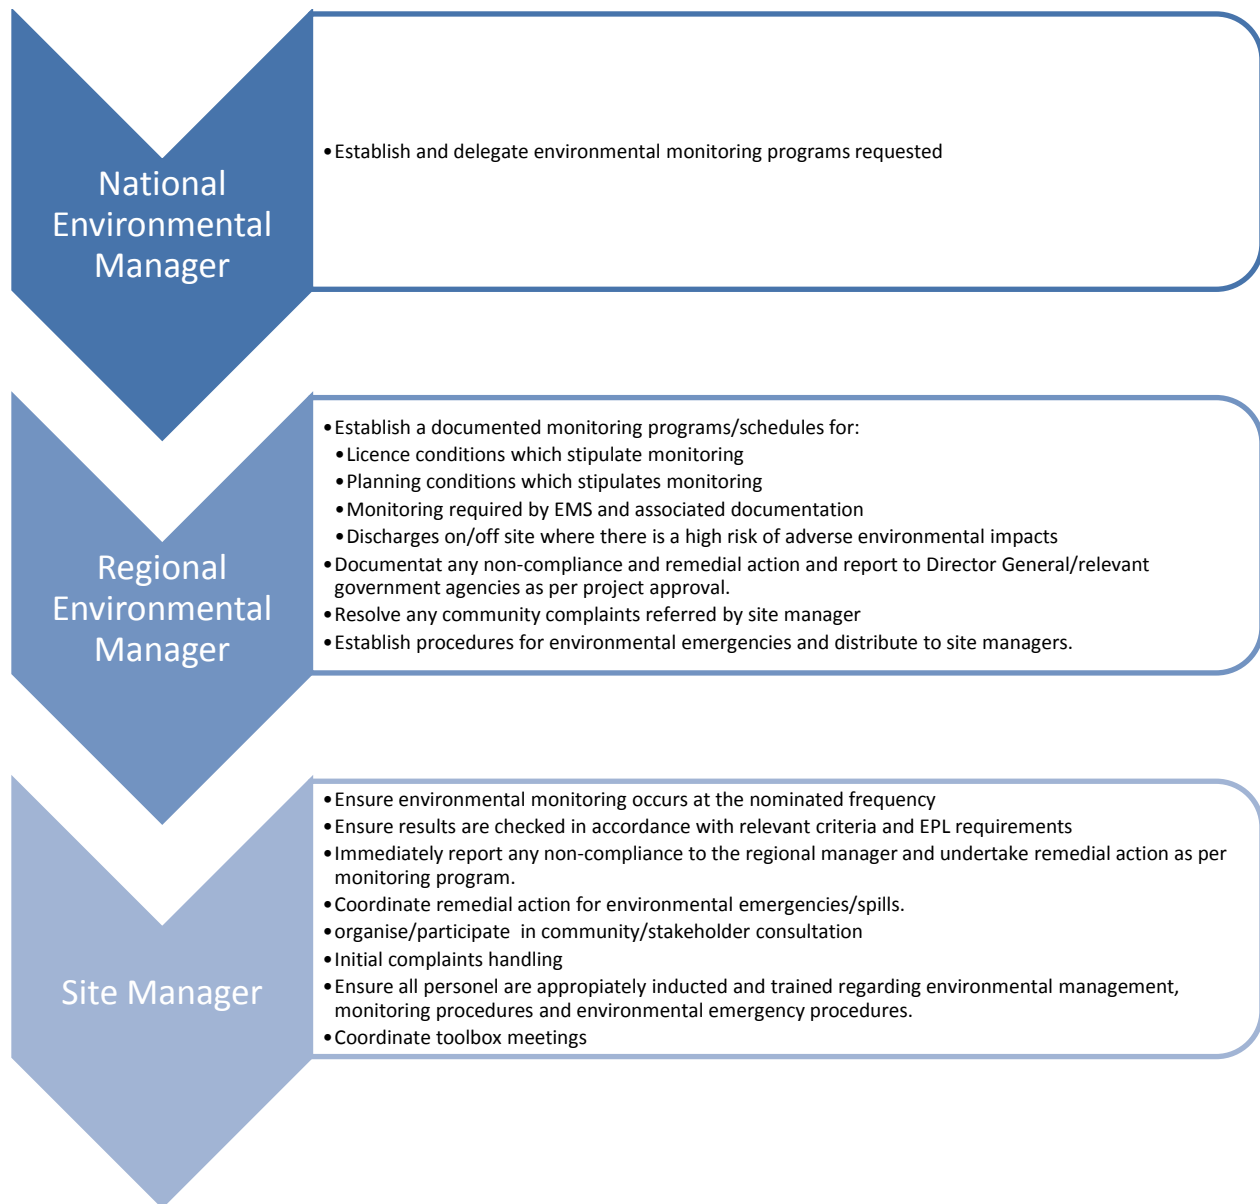 National
Environmental
Manager
•Establish and delegate environmental monitoring programs requested
Regional
Environmental
Manager
•Establish a documented monitoring programs/schedules for:
•Licence conditions which stipulate monitoring
•Planning conditions which stipulates monitoring
•Monitoring required by EMS and associated documentation
•Discharges on/off site where there is a high risk of adverse environmental impacts
•Documentat any non-compliance and remedial action and report to Director General/relevant
government agencies as per project approval.
•Resolve any community complaints referred by site manager
•Establish procedures for environmental emergencies and distribute to site managers.
Site Manager
•Ensure environmental monitoring occurs at the nominated frequency
•Ensure results are checked in accordance with relevant criteria and EPL requirements
•Immediately report any non-compliance to the regional manager and undertake remedial action as per
monitoring program.
•Coordinate remedial action for environmental emergencies/spills.
•organise/participate  in community/stakeholder consultation
•Initial complaints handling
•Ensure all personel are appropiately inducted and trained regarding environmental management,
monitoring procedures and environmental emergency procedures.
•Coordinate toolbox meetings